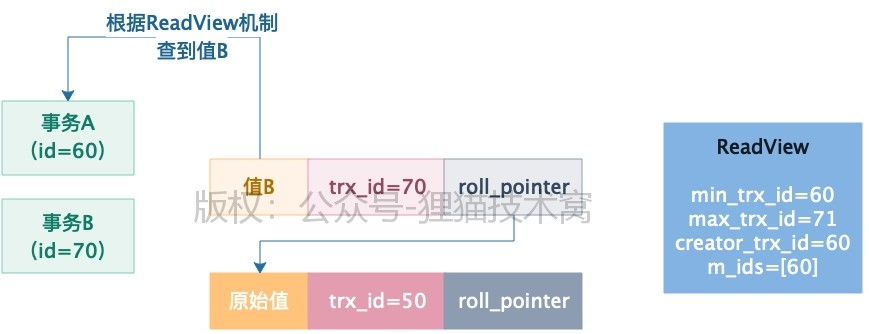 根据ReadView机制
查到值B
事务A
（id=60）
事务B
（id=70）
值B
trx_id=70
roll_pointer
版权：公众号-狸猫技术窝
原始值
trx_id=50
roll_pointer
ReadView
min_trx_id=60
max_trx_id=71
creator_trx_id=60
m_ids=[60]